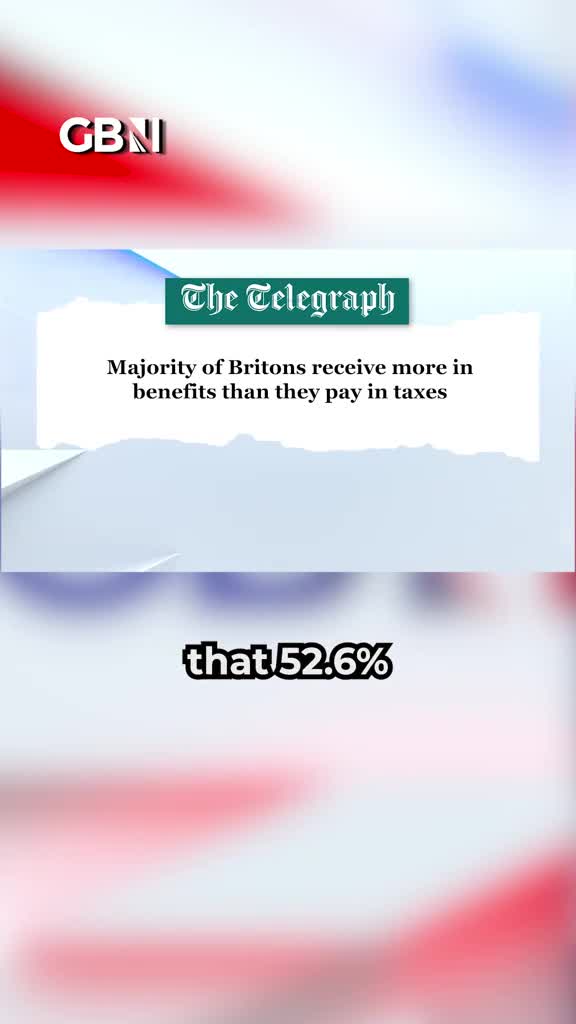 GBN
The Telegraph
Majority of Britons receive more in
benefits than they pay in taxes
that 52.6%